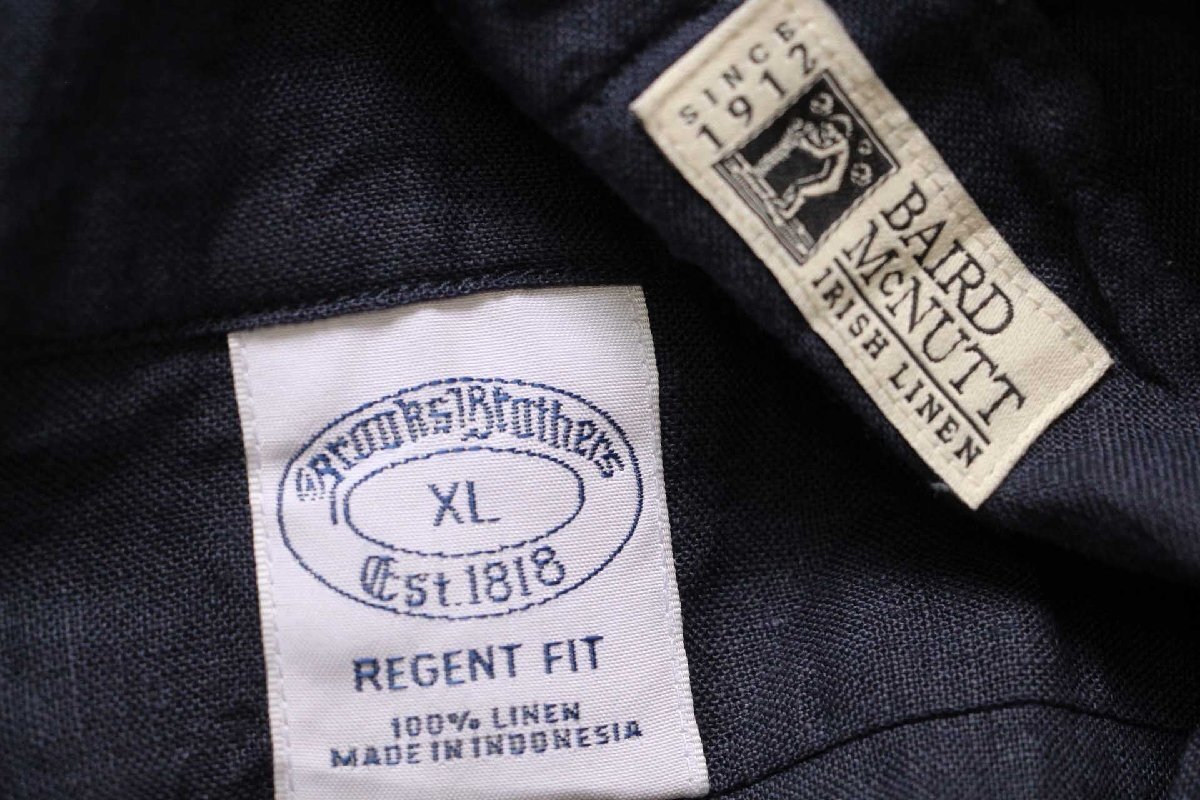 Brooks Brothers
XL
Est. 1818
REGENT FIT
100% LINEN
MADE IN INDONESIA
SINCE
1912
BAIRD
McNUTT
IRISH LINEN